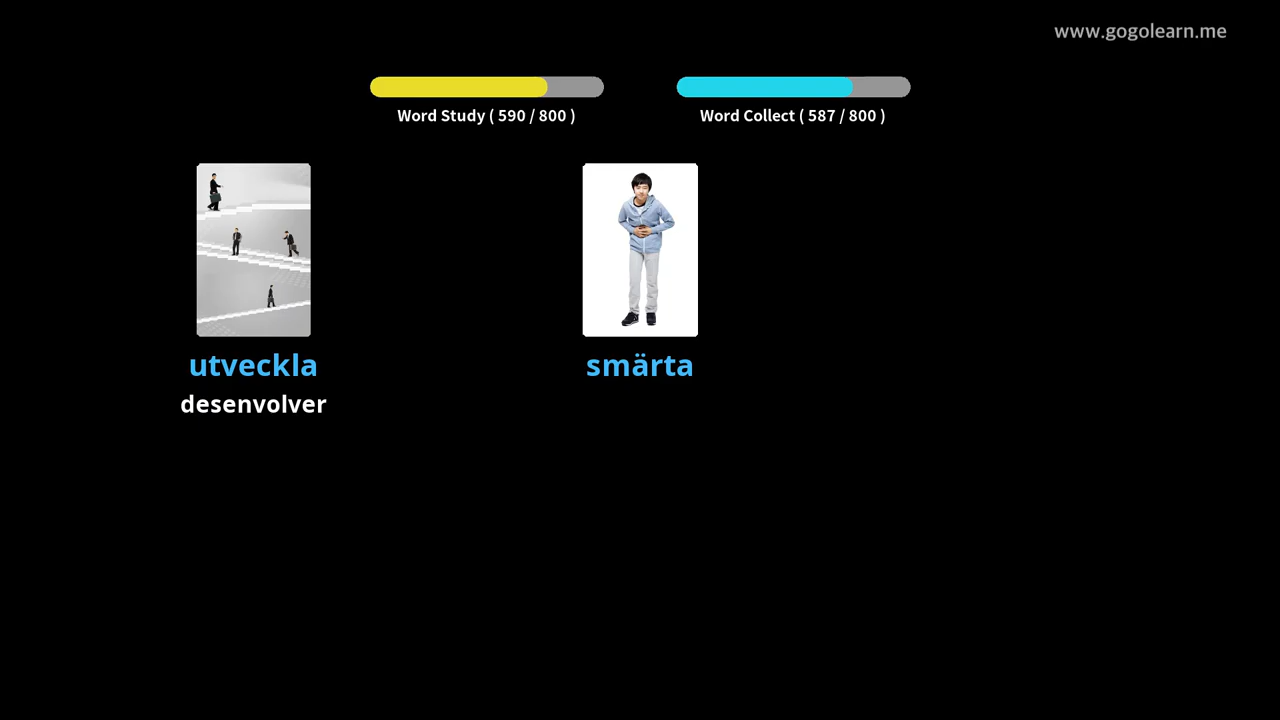 www.gogolearn.me
Word Study ( 590 / 800 )
Word Collect ( 587 / 800 )
utveckla
desenvolver
smärta